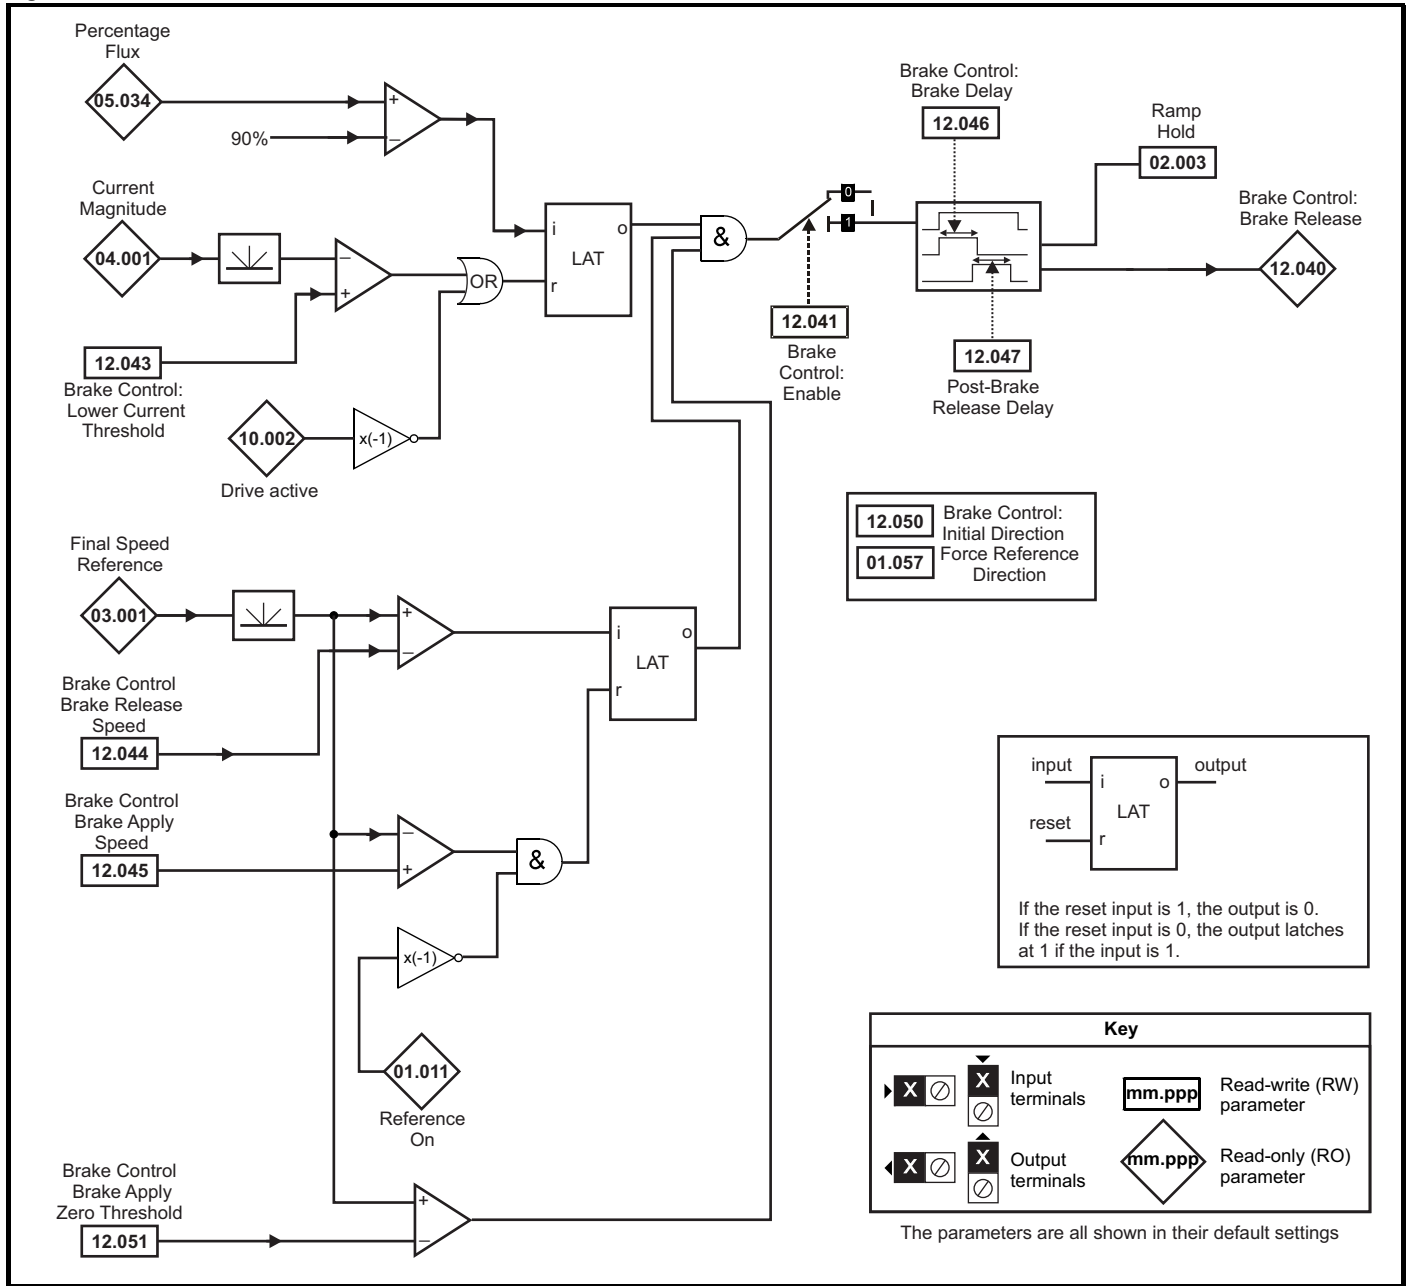 Percentage
Flux
05.034
+
90%
–
Current
Magnitude
04.001
–
+
12.043
Brake Control:
Lower Current
Threshold
10.002
x(-1)
Drive active
OR
i
o
LAT
r
&
0
1
12.041
Brake
Control:
Enable
Brake Control:
Brake Delay
12.046
12.047
Post-Brake
Release Delay
Ramp
Hold
02.003
Brake Control:
Brake Release
12.040
12.050
Brake Control:
Initial Direction
01.057
Force Reference
Direction
Final Speed
Reference
03.001
+
–
Brake Control
Brake Release
Speed
12.044
i
o
LAT
r
Brake Control
Brake Apply
Speed
12.045
–
+
&
x(-1)
01.011
Reference
On
Brake Control
Brake Apply
Zero Threshold
12.051
+
–
input
output
i
o
LAT
reset
r
If the reset input is 1, the output is 0.
If the reset input is 0, the output latches
at 1 if the input is 1.
Key
X
X
Input
terminals
mm.ppp
Read-write (RW)
parameter
X
X
Output
terminals
mm.ppp
Read-only (RO)
parameter
The parameters are all shown in their default settings